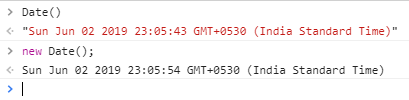 > Date()
<· "Sun Jun 02 2019 23:05:43 GMT+0530 (India Standard Time)"
> new Date();
<· Sun Jun 02 2019 23:05:54 GMT+0530 (India Standard Time)
>